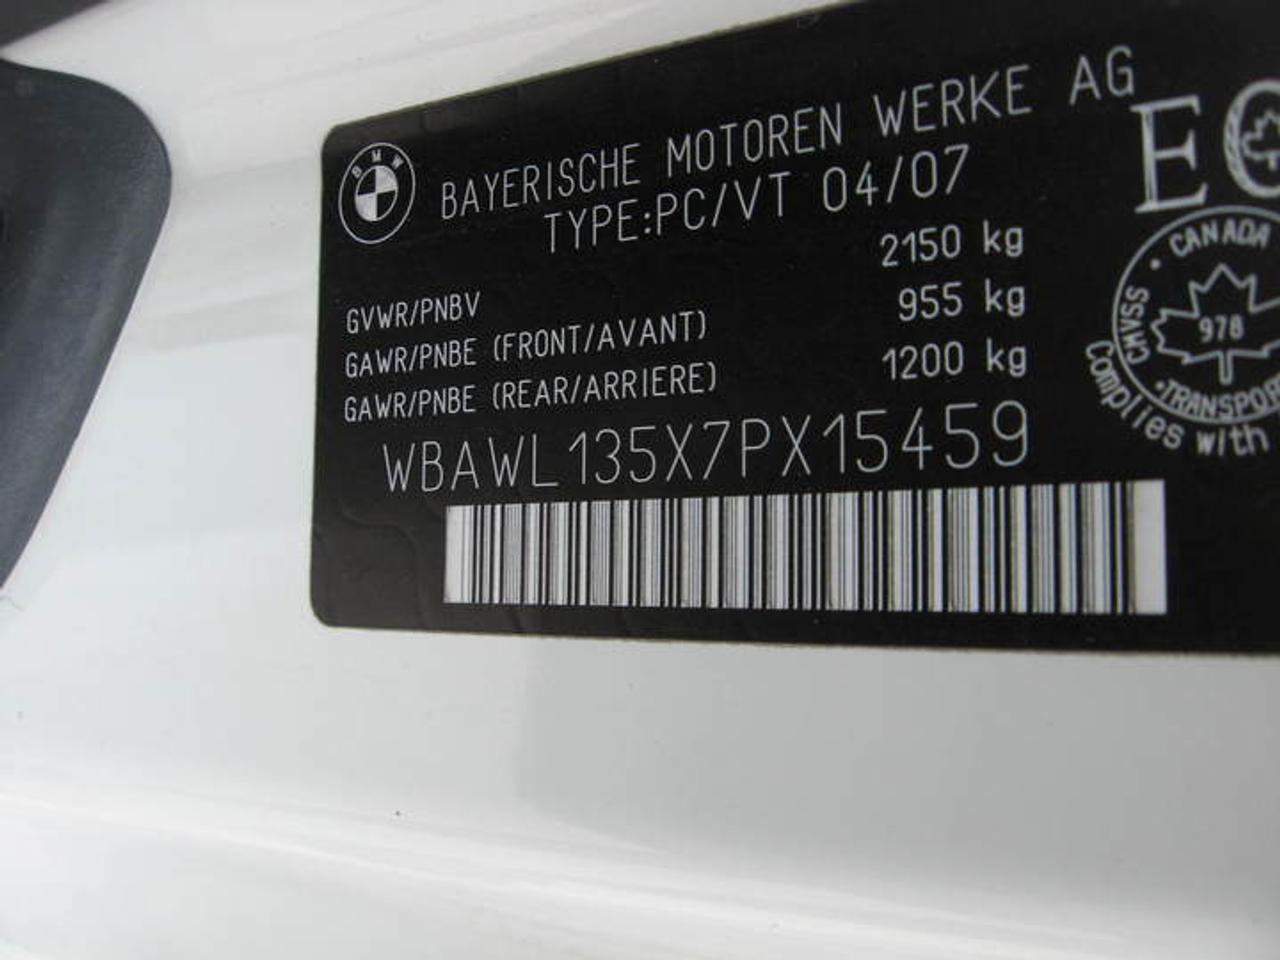 BMW
BAYERISCHE MOTOREN WERKE AG
TYPE:PC/VT 04/07
GVWR/PNBV 2150 kg
GAWR/PNBE (FRONT/AVANT) 955 kg
GAWR/PNBE (REAR/ARRIERE) 1200 kg
WBAWL135X7PX15459
CANADA
CMVSS
978
TRANSPOR
Complies with